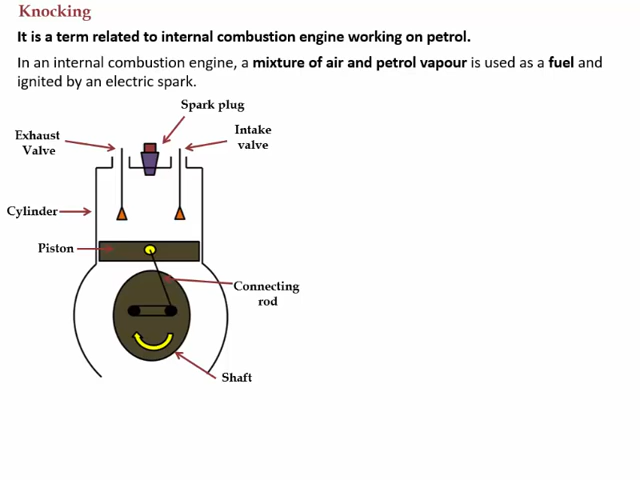 Knocking
It is a term related to internal combustion engine working on petrol.
In an internal combustion engine, a mixture of air and petrol vapour is used as a fuel and
ignited by an electric spark.
Spark plug
Exhaust
Valve
Intake
valve
Cylinder
Piston
Connecting
rod
Shaft